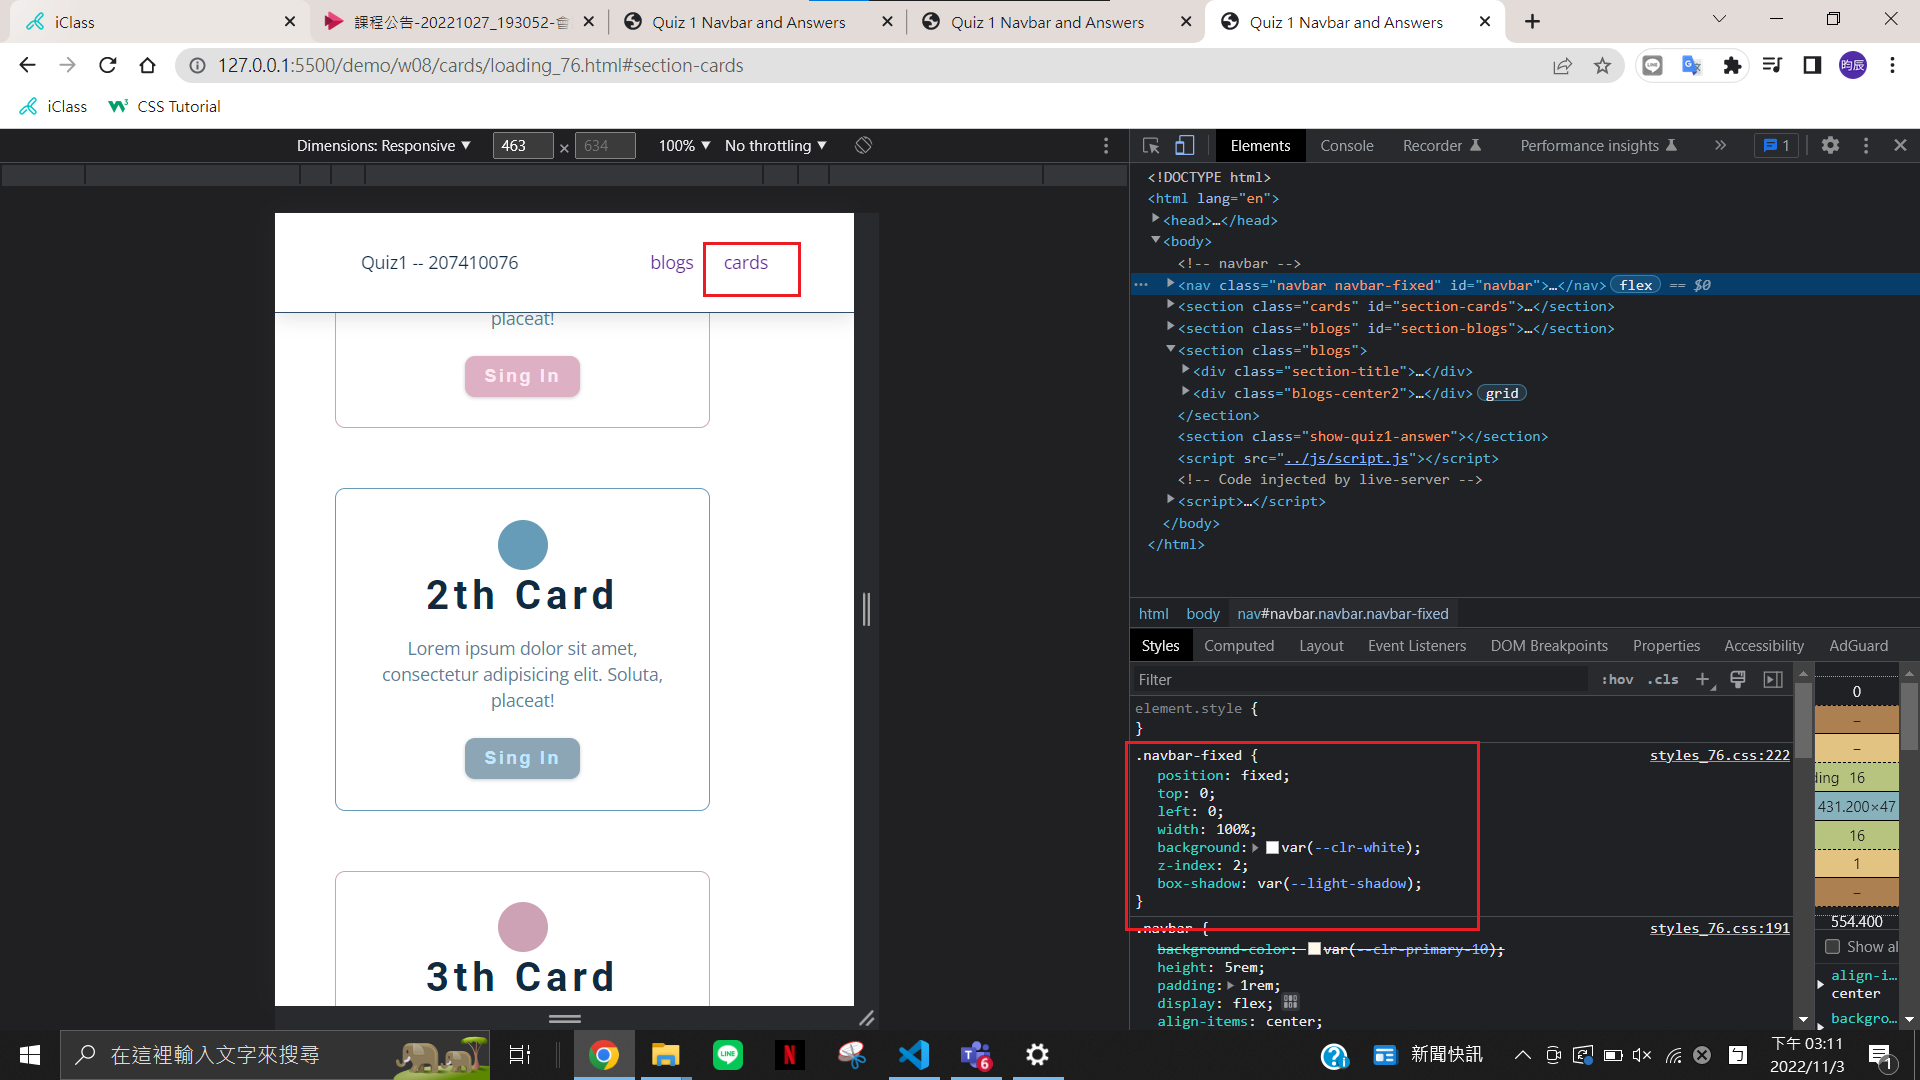 iClass
課程公告-20221027_193052-會
Quiz 1 Navbar and Answers
Quiz 1 Navbar and Answers
Quiz 1 Navbar and Answers
127.0.0.1:5500/demo/w08/cards/loading_76.html#section-cards
昀辰
iClass
CSS Tutorial
Dimensions: Responsive
463 × 634
100%
No throttling
Elements
Console
Recorder
Performance insights
1
Quiz1 -- 207410076
blogs
cards
placeat!
Sing In
2th Card
Lorem ipsum dolor sit amet,
consectetur adipisicing elit. Soluta,
placeat!
Sing In
3th Card
<!DOCTYPE html>
<html lang="en">
<head>…</head>
<body>
<!-- navbar -->
<nav class="navbar navbar-fixed" id="navbar">…</nav> flex == $0
<section class="cards" id="section-cards">…</section>
<section class="blogs" id="section-blogs">…</section>
<section class="blogs">
<div class="section-title">…</div>
<div class="blogs-center2">…</div> grid
</section>
<section class="show-quiz1-answer"></section>
<script src="../js/script.js"></script>
<!-- Code injected by live-server -->
<script>…</script>
</body>
</html>
html body nav#navbar.navbar.navbar-fixed
Styles
Computed
Layout
Event Listeners
DOM Breakpoints
Properties
Accessibility
AdGuard
Filter
:hov .cls
element.style {
}
.navbar-fixed { styles_76.css:222
position: fixed;
top: 0;
left: 0;
width: 100%;
background: var(--clr-white);
z-index: 2;
box-shadow: var(--light-shadow);
}
.navbar { styles_76.css:191
background-color: var(--clr-primary-10);
height: 5rem;
padding: 1rem;
display: flex;
align-items: center;
0
–
–
ding 16
431.200×47
16
1
–
554.400
Show al
align-i…
center
backgro…
在這裡輸入文字來搜尋
LINE
N
6
新聞快訊
下午 03:11
2022/11/3
1